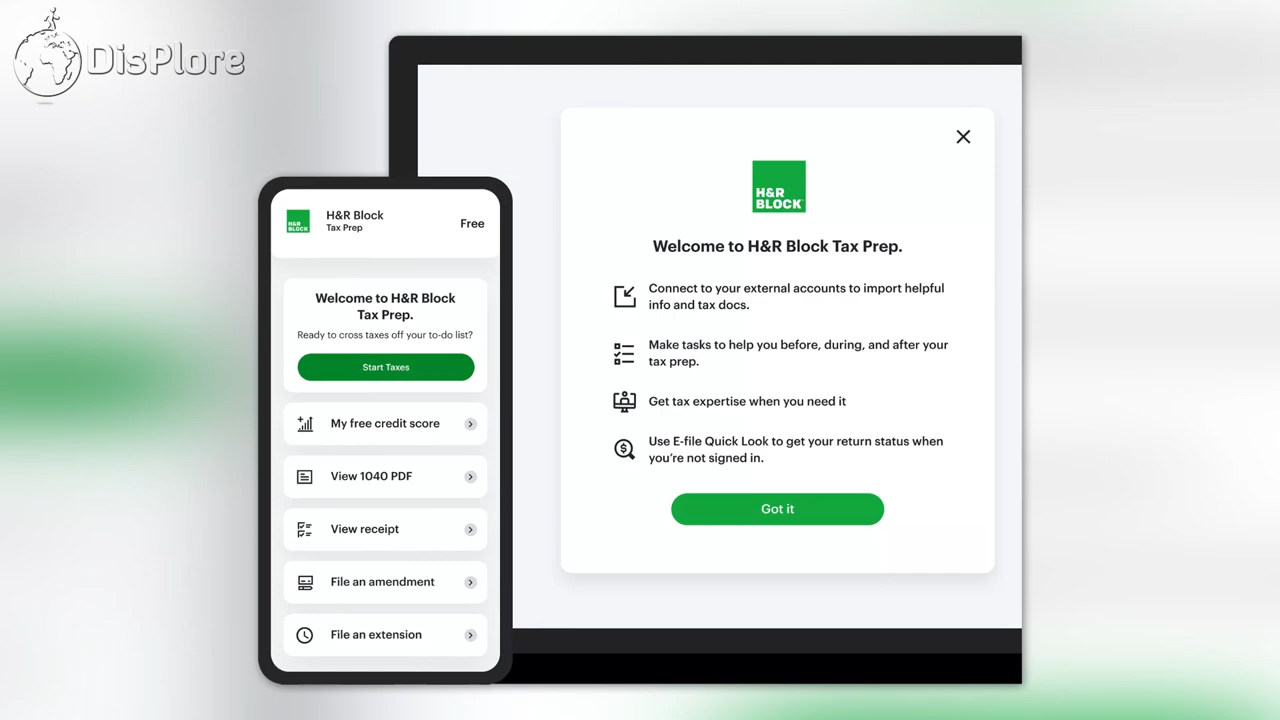 DisPlore
H&R
BLOCK
H&R Block
Tax Prep
Free
Welcome to H&R Block
Tax Prep.
Ready to cross taxes off your to-do list?
Start Taxes
My free credit score
View 1040 PDF
View receipt
File an amendment
File an extension
H&R
BLOCK
Welcome to H&R Block Tax Prep.
Connect to your external accounts to import helpful
info and tax docs.
Make tasks to help you before, during, and after your
tax prep.
Get tax expertise when you need it
Use E-file Quick Look to get your return status when
you’re not signed in.
Got it